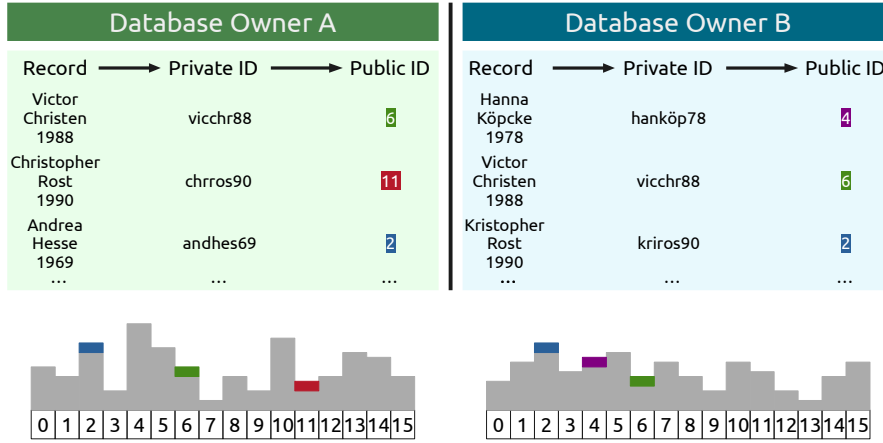 Database Owner A
Record Private ID Public ID
Victor
Christen
1988
vicchr88
6
Christopher
Rost
1990
chrros90
11
Andrea
Hesse
1969
andhes69
2
... ... ...
0 1 2 3 4 5 6 7 8 9 10 11 12 13 14 15
Database Owner B
Record Private ID Public ID
Hanna
Köpcke
1978
hanköp78
4
Victor
Christen
1988
vicchr88
6
Kristopher
Rost
1990
kriros90
2
... ... ...
0 1 2 3 4 5 6 7 8 9 10 11 12 13 14 15